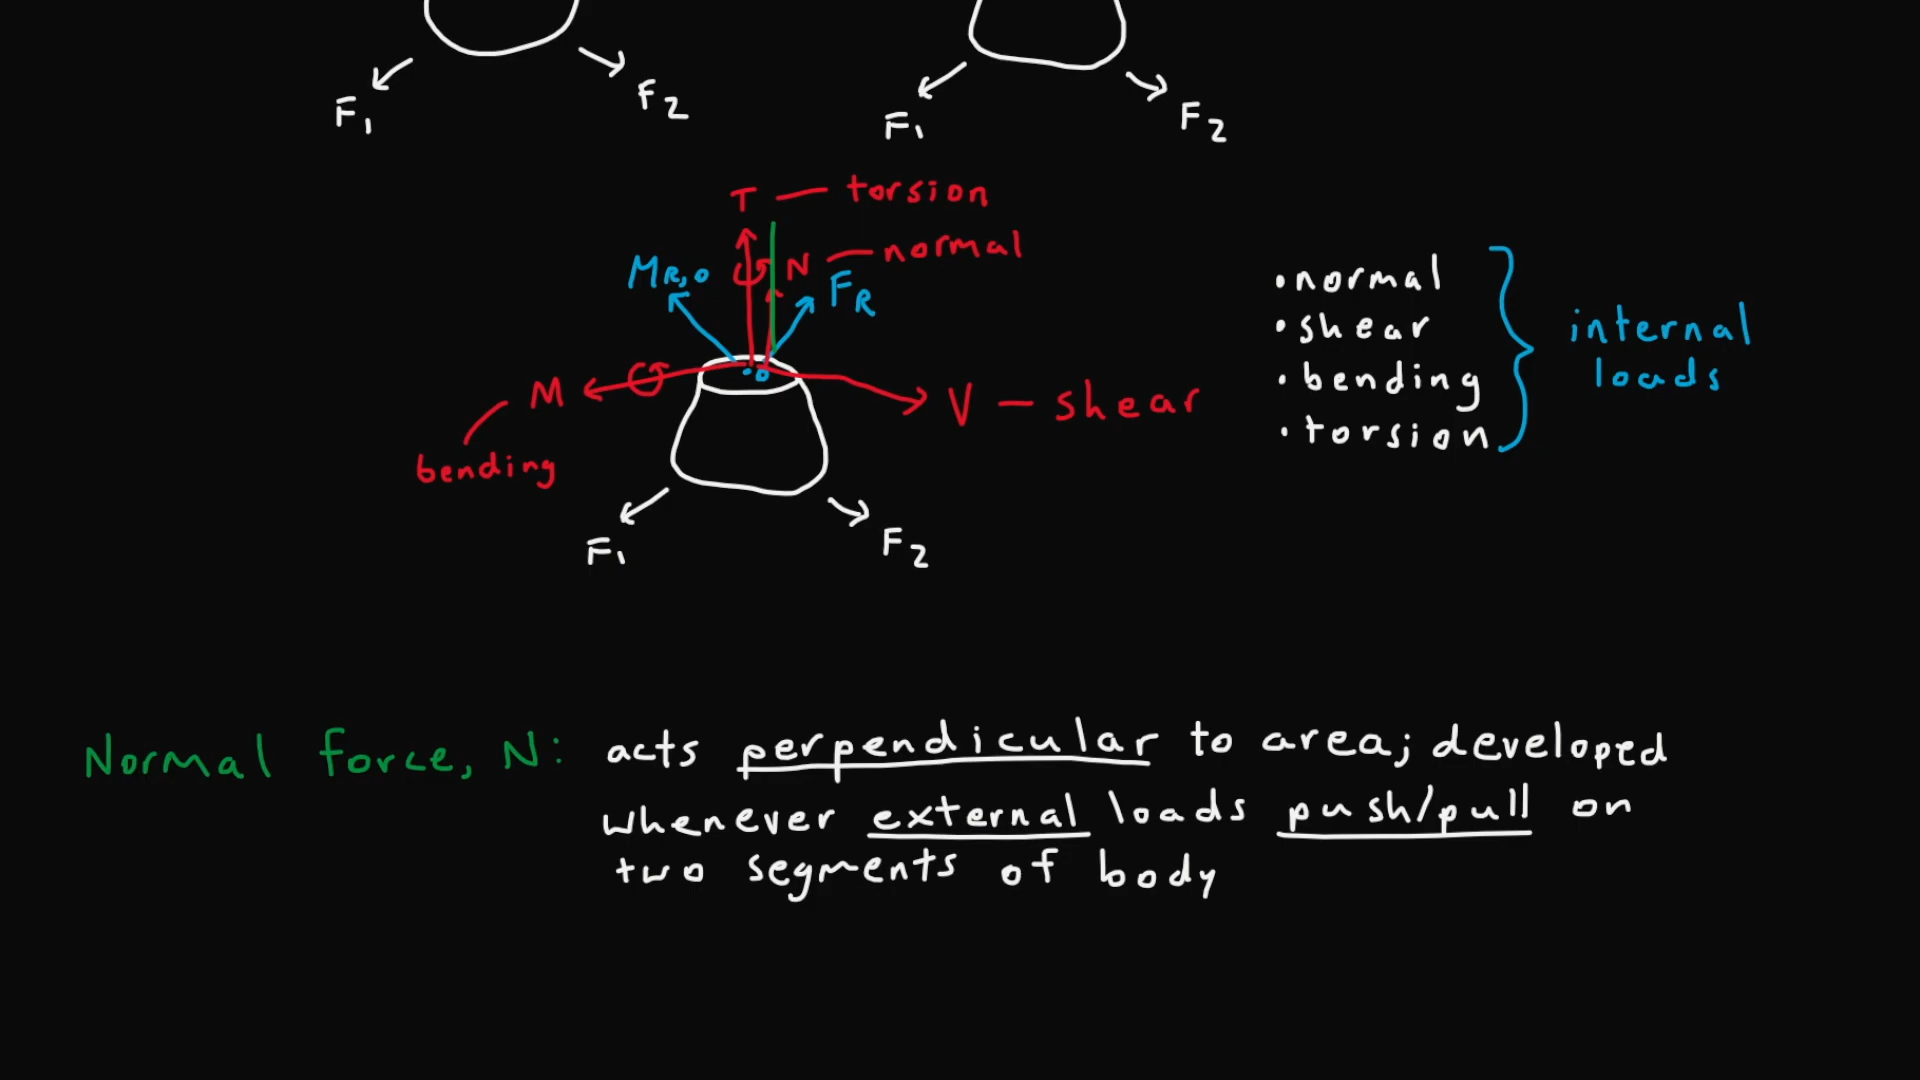 F1
F2
F1
F2
T — torsion
N — normal
MR,O
FR
M
V — shear
bending
O
F1
F2
• normal
• shear
• bending
• torsion
internal
loads
Normal force, N: acts perpendicular to area; developed
whenever external loads push/pull on
two segments of body